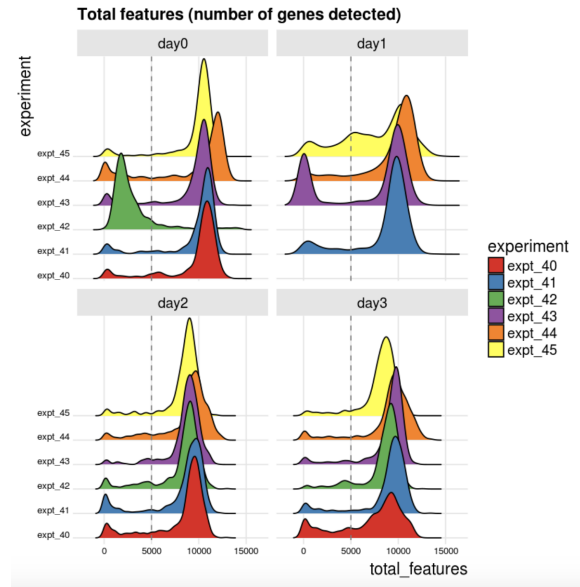 Total features (number of genes detected)
day0
day1
experiment
expt_45
expt_44
expt_43
expt_42
expt_41
expt_40
day2
day3
expt_45
expt_44
expt_43
expt_42
expt_41
expt_40
0 5000 10000 15000 0 5000 10000 15000
total_features
experiment
expt_40
expt_41
expt_42
expt_43
expt_44
expt_45